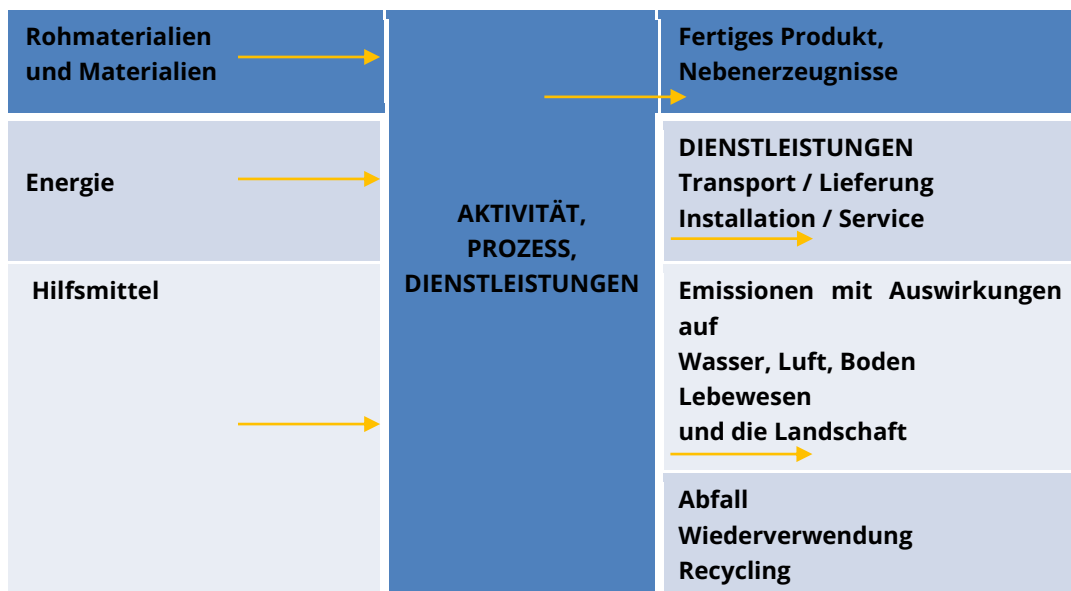 Rohmaterialien
und Materialien
Fertiges Produkt,
Nebenerzeugnisse
Energie
AKTIVITÄT,
PROZESS,
DIENSTLEISTUNGEN
DIENSTLEISTUNGEN
Transport / Lieferung
Installation / Service
Hilfsmittel
Emissionen mit Auswirkungen
auf
Wasser, Luft, Boden
Lebewesen
und die Landschaft
Abfall
Wiederverwendung
Recycling